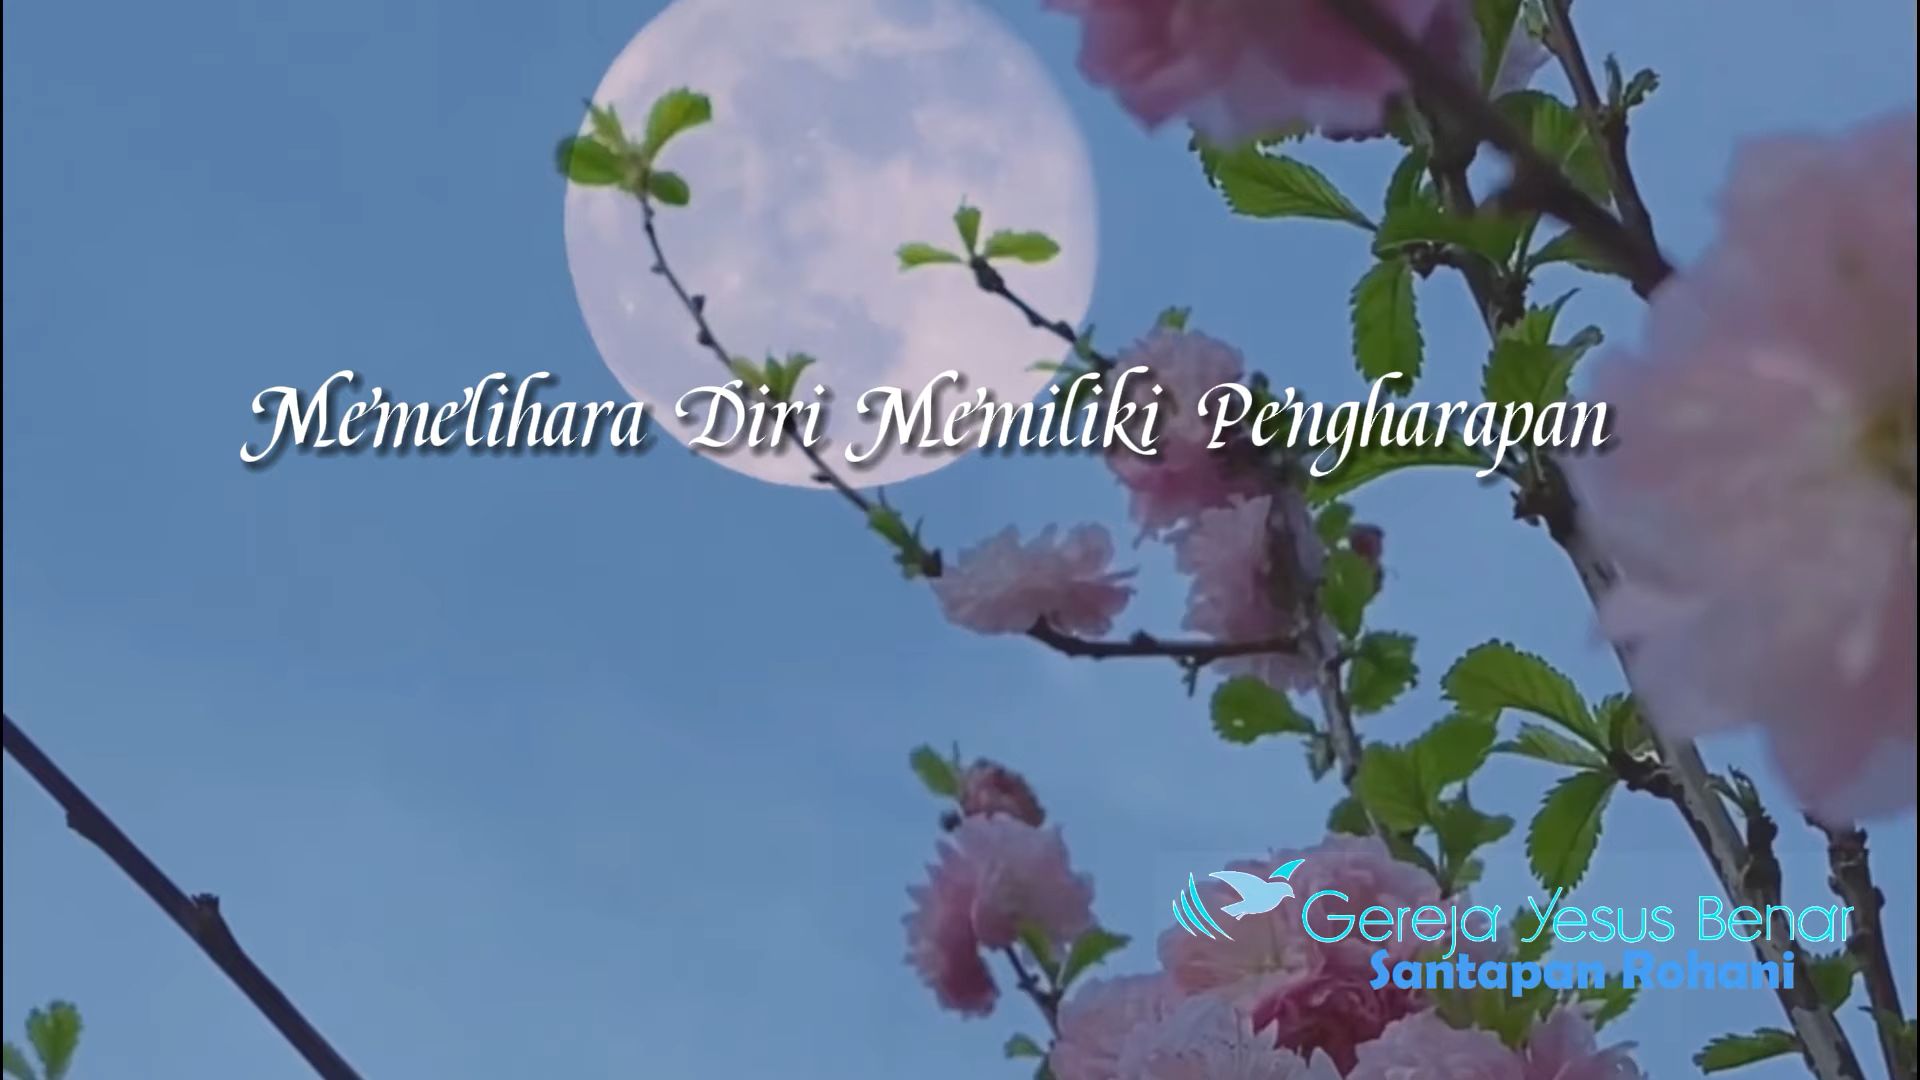 Memelihara Diri Memiliki Pengharapan
Gereja Yesus Benar
Santapan Rohani